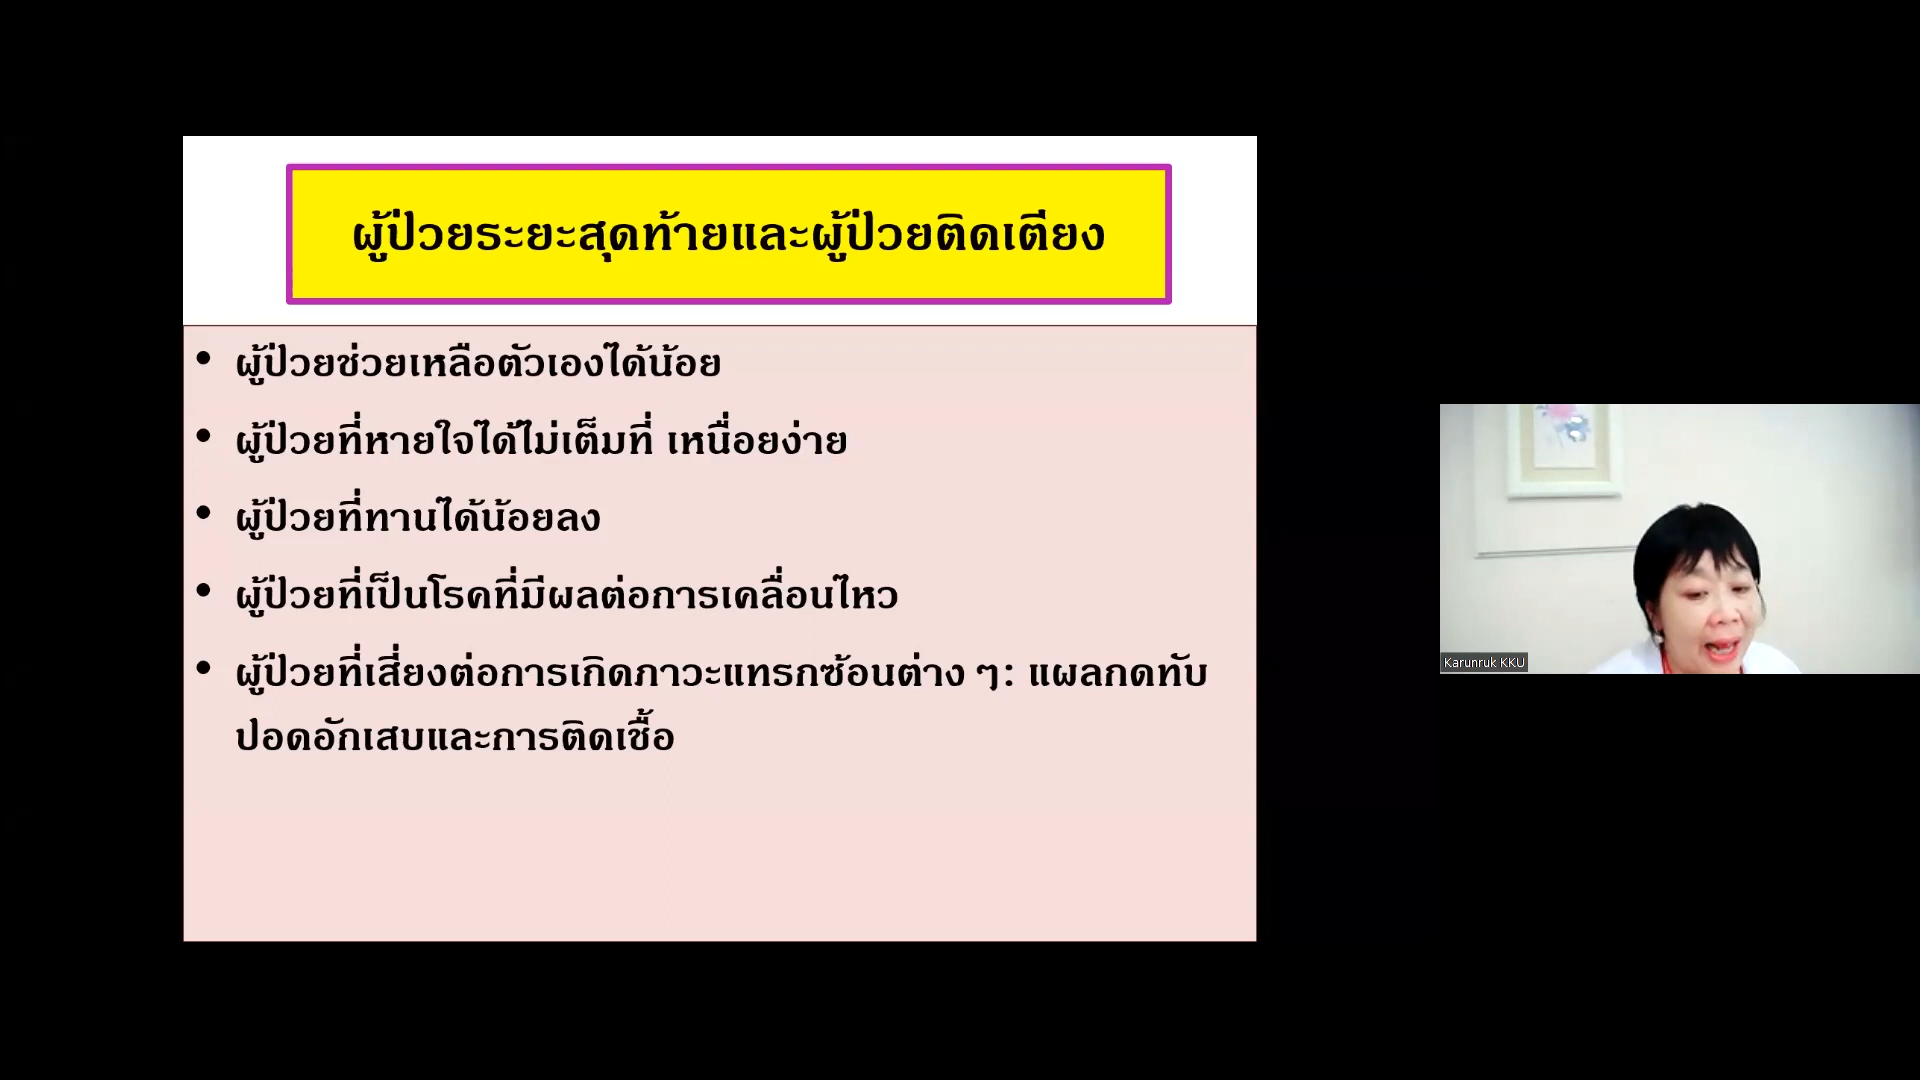 ผู้ป่วยระยะสุดท้ายและผู้ป่วยติดเตียง
• ผู้ป่วยช่วยเหลือตัวเองได้น้อย
• ผู้ป่วยที่หายใจได้ไม่เต็มที่ เหนื่อยง่าย
• ผู้ป่วยที่ทานได้น้อยลง
• ผู้ป่วยที่เป็นโรคที่มีผลต่อการเคลื่อนไหว
• ผู้ป่วยที่เสี่ยงต่อการเกิดภาวะแทรกซ้อนต่าง ๆ: แผลกดทับ
ปอดอักเสบและการติดเชื้อ
Karunruk KKU